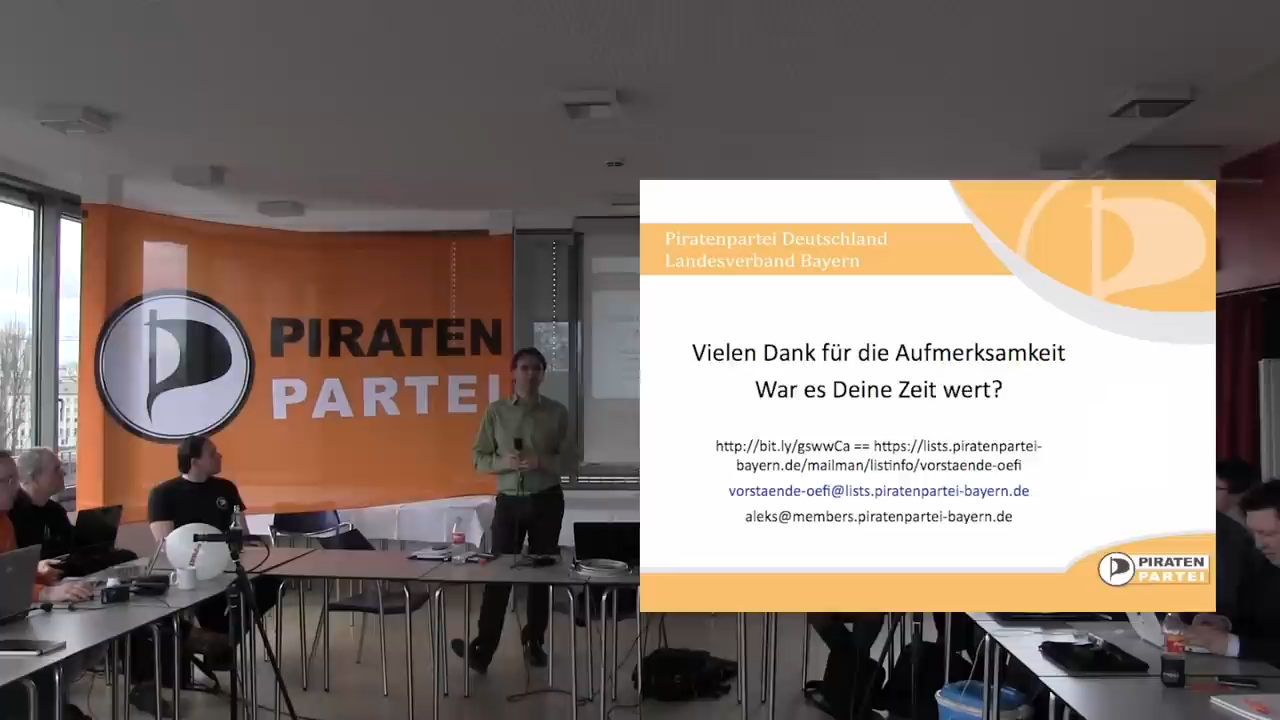 PIRATEN
PARTEI
Piratenpartei Deutschland
Landesverband Bayern
Vielen Dank für die Aufmerksamkeit
War es Deine Zeit wert?
http://bit.ly/gswwCa == https://lists.piratenpartei-
bayern.de/mailman/listinfo/vorstaende-oefi
vorstaende-oefi@lists.piratenpartei-bayern.de
aleks@members.piratenpartei-bayern.de
PIRATEN
PARTEI